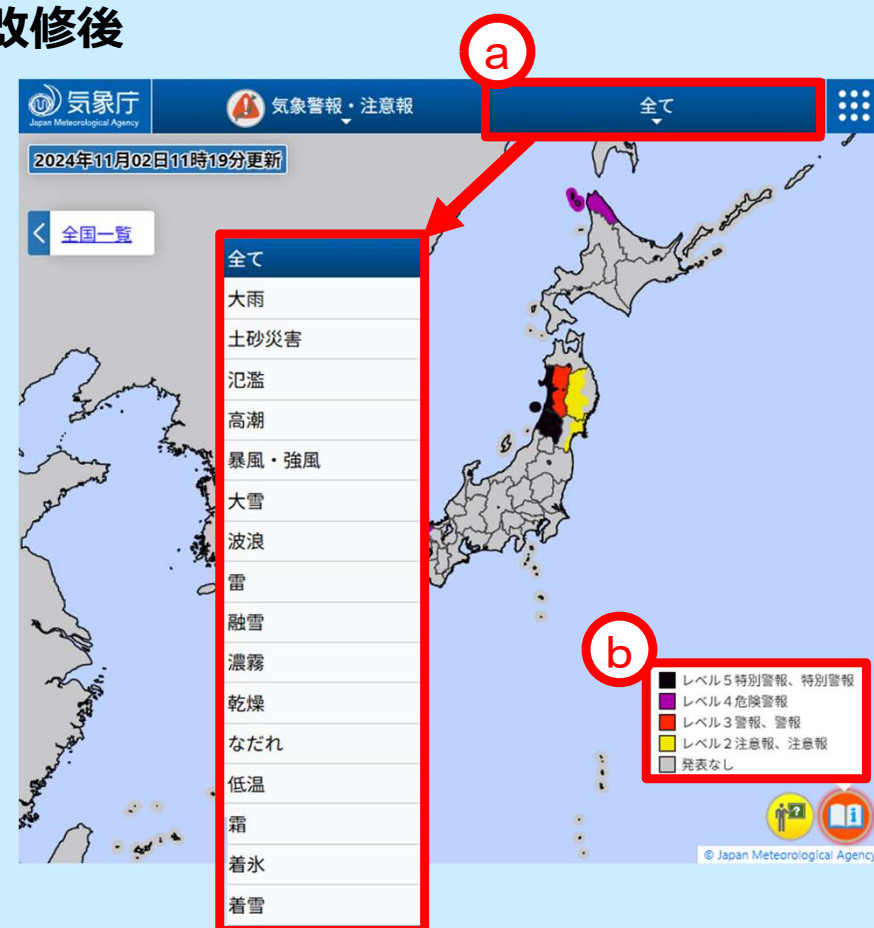 改修後
a
気象庁
Japan Meteorological Agency
気象警報・注意報
全て
2024年11月02日11時19分更新
全国一覧
全て
大雨
土砂災害
氾濫
高潮
暴風・強風
大雪
波浪
雷
融雪
濃霧
乾燥
なだれ
低温
霜
着氷
着雪
b
レベル５特別警報、特別警報
レベル４危険警報
レベル３警報、警報
レベル２注意報、注意報
発表なし
© Japan Meteorological Agency